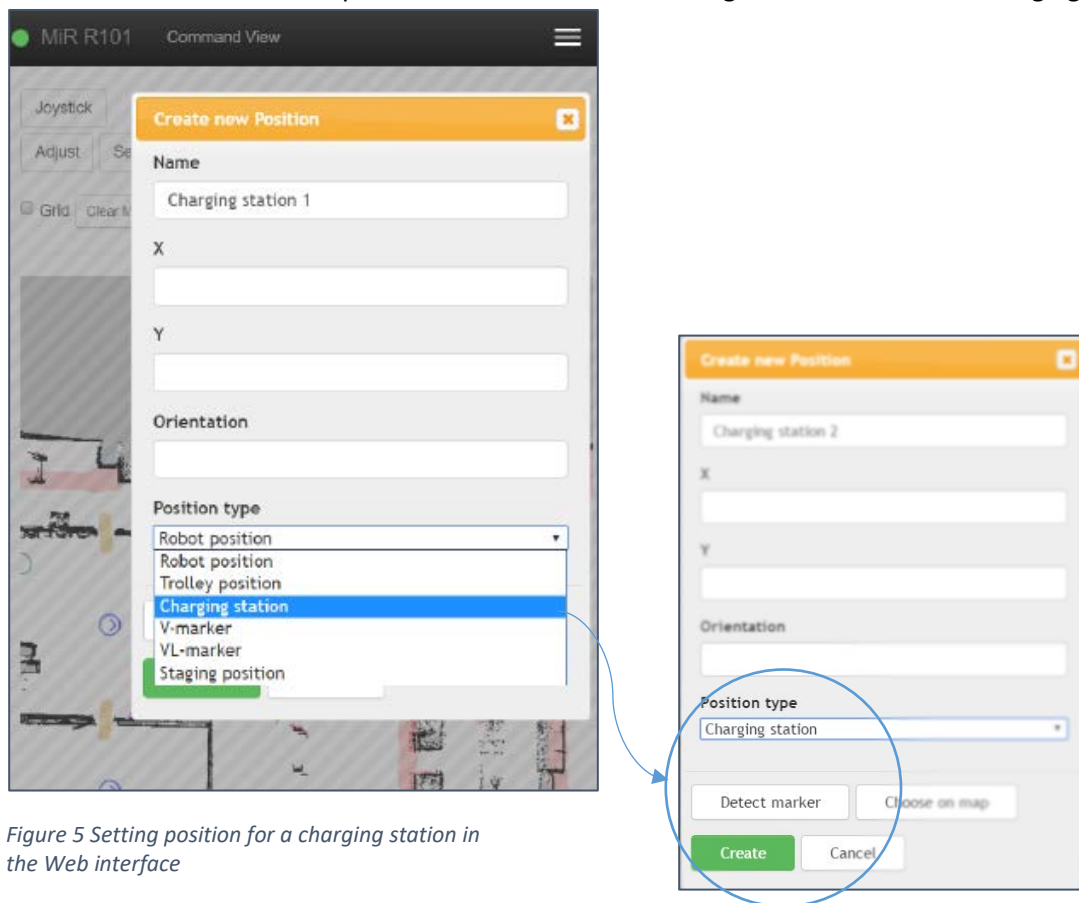 MiR R101 Command View
Joystick
Adjust
Grid
Create new Position
Name
Charging station 1
X
Y
Orientation
Position type
Robot position
Robot position
Trolley position
Charging station
V-marker
VL-marker
Staging position
Create new Position
Name
Charging station 2
X
Y
Orientation
Position type
Charging station
Detect marker Choose on map
Create Cancel
Figure 5 Setting position for a charging station in
the Web interface